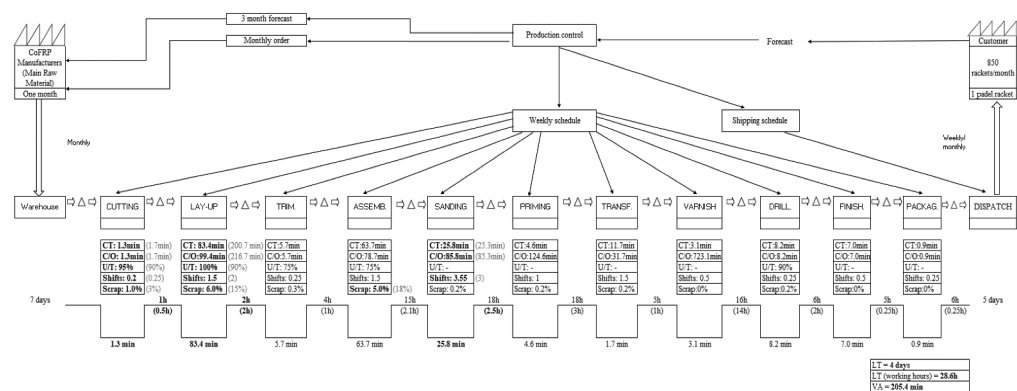 3 month forecast
Monthly order
Production control
Forecast
CoFRP
Manufacturers
(Main Raw
Material)
One month
Customer
850
rackets/month
1 padel racket
Monthly
Weekly schedule
Shipping schedule
Weekly/
monthly
Warehouse
CUTTING
LAY-UP
TRIM.
ASSEMB.
SANDING
PRIMING
TRANSF.
VARNISH
DRILL.
FINISH.
PACKAG.
DISPATCH
CT: 1.3min (1.7min)
C/O: 1.3min (1.7min)
U/T: 95% (90%)
Shifts: 0.2 (0.25)
Scrap: 1.0% (3%)
CT: 83.4min (200.7 min)
C/O:99.4min (216.7 min)
U/T: 100% (90%)
Shifts: 1.5 (2)
Scrap: 6.0% (15%)
CT:5.7min
C/O:5.7min
U/T: 75%
Shifts: 0.25
Scrap: 0.3%
CT:63.7min
C/O:78.7min
U/T: 75%
Shifts: 1.5
Scrap: 5.0% (18%)
CT:25.8min (25.3min)
C/O:85.8min (85.3min)
U/T: -
Shifts: 3.55 (3)
Scrap: 0.2%
CT:4.6min
C/O:124.6min
U/T: -
Shifts: 1.5
Scrap: 0.2%
CT:11.7min
C/O:31.7min
U/T: -
Shifts: 1.5
Scrap: 0.2%
CT:3.1min
C/O:723.1min
U/T: -
Shifts: 0.5
Scrap:0%
CT:8.2min
C/O:8.2min
U/T: 90%
Shifts: 0.25
Scrap:0.2%
CT:7.0min
C/O:7.0min
U/T: -
Shifts: 0.5
Scrap:0%
CT:0.9min
C/O:0.9min
U/T: -
Shifts: 0.25
Scrap:0%
7 days
1h
(0.5h)
2h
(2h)
4h
(1h)
15h
(2.1h)
18h
(2.5h)
18h
(3h)
5h
(1h)
16h
(14h)
6h
(2h)
5h
(0.25h)
6h
(0.25h)
5 days
1.3 min
83.4 min
5.7 min
63.7 min
25.8 min
4.6 min
1.7 min
3.1 min
8.2 min
7.0 min
0.9 min
LT = 4 days
LT (working hours) = 28.6h
VA = 205.4 min